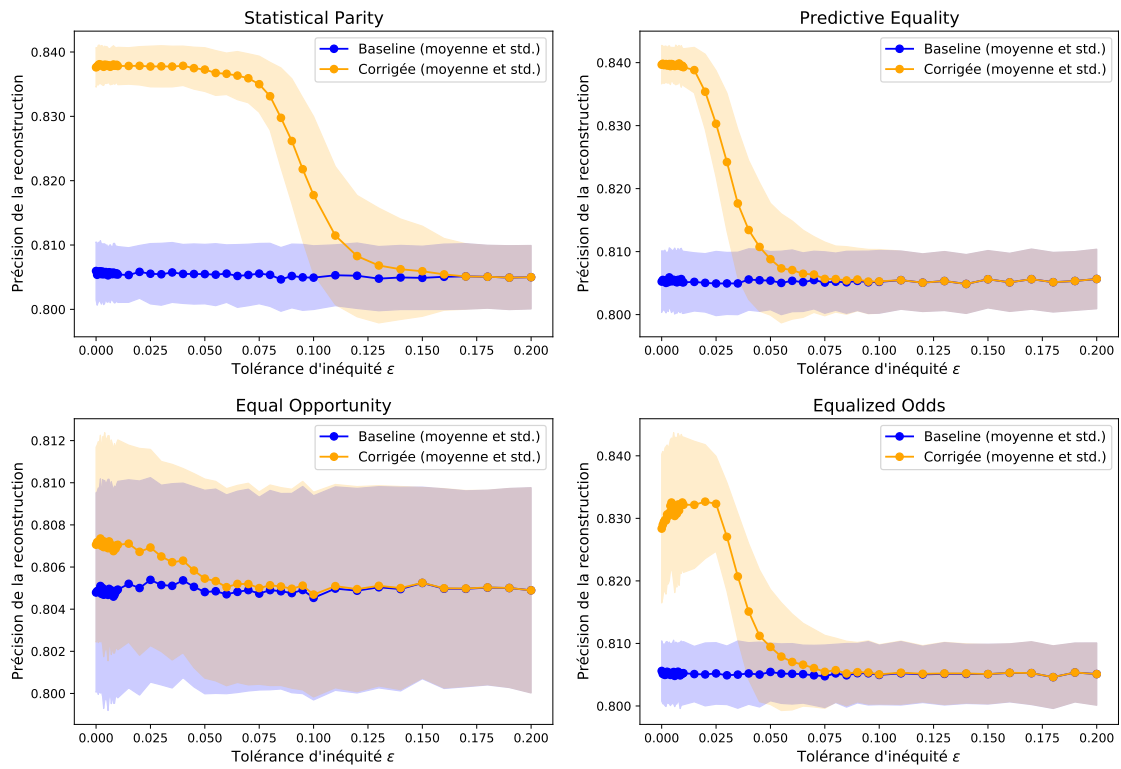 Statistical Parity
Précision de la reconstruction
0.840
0.830
0.820
0.810
0.800
Baseline (moyenne et std.)
Corrigée (moyenne et std.)
0.000 0.025 0.050 0.075 0.100 0.125 0.150 0.175 0.200
Tolérance d'inéquité ε
Predictive Equality
Précision de la reconstruction
0.840
0.830
0.820
0.810
0.800
Baseline (moyenne et std.)
Corrigée (moyenne et std.)
0.000 0.025 0.050 0.075 0.100 0.125 0.150 0.175 0.200
Tolérance d'inéquité ε
Equal Opportunity
Précision de la reconstruction
0.812
0.810
0.808
0.806
0.804
0.802
0.800
Baseline (moyenne et std.)
Corrigée (moyenne et std.)
0.000 0.025 0.050 0.075 0.100 0.125 0.150 0.175 0.200
Tolérance d'inéquité ε
Equalized Odds
Précision de la reconstruction
0.840
0.830
0.820
0.810
0.800
Baseline (moyenne et std.)
Corrigée (moyenne et std.)
0.000 0.025 0.050 0.075 0.100 0.125 0.150 0.175 0.200
Tolérance d'inéquité ε